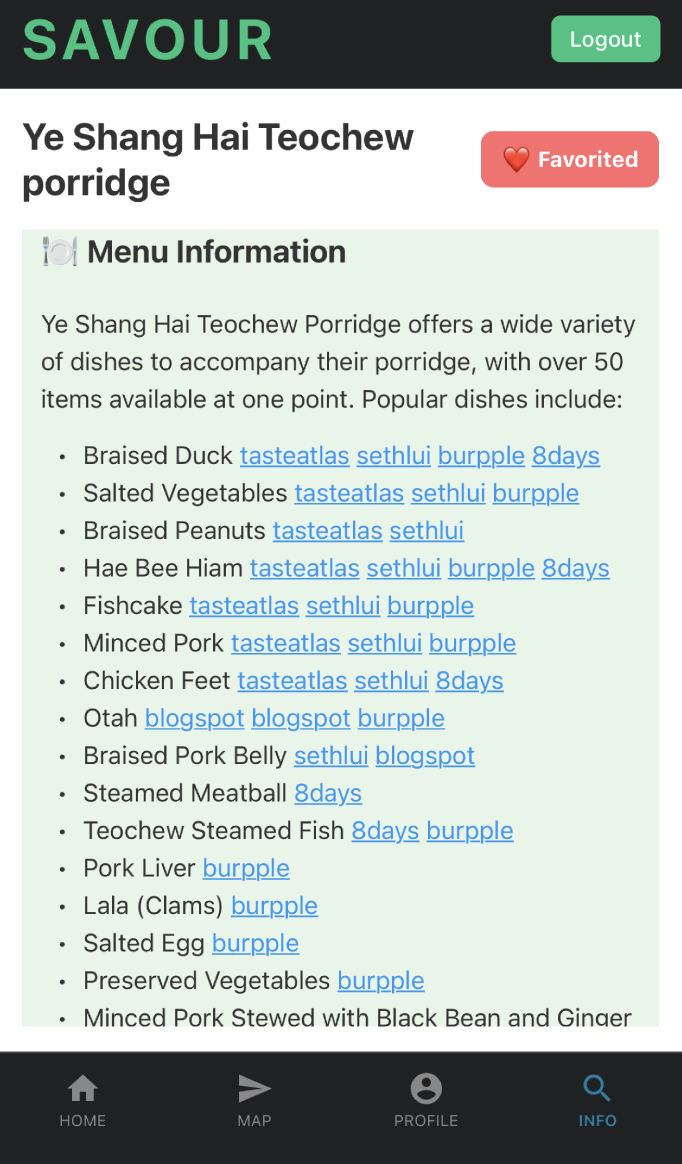 SAVOUR
Logout
Ye Shang Hai Teochew
porridge
❤️ Favorited
🍽️ Menu Information
Ye Shang Hai Teochew Porridge offers a wide variety
of dishes to accompany their porridge, with over 50
items available at one point. Popular dishes include:
• Braised Duck tasteatlas sethlui burpple 8days
• Salted Vegetables tasteatlas sethlui burpple
• Braised Peanuts tasteatlas sethlui
• Hae Bee Hiam tasteatlas sethlui burpple 8days
• Fishcake tasteatlas sethlui burpple
• Minced Pork tasteatlas sethlui burpple
• Chicken Feet tasteatlas sethlui 8days
• Otah blogspot blogspot burpple
• Braised Pork Belly sethlui blogspot
• Steamed Meatball 8days
• Teochew Steamed Fish 8days burpple
• Pork Liver burpple
• Lala (Clams) burpple
• Salted Egg burpple
• Preserved Vegetables burpple
• Minced Pork Stewed with Black Bean and Ginger
HOME
MAP
PROFILE
INFO